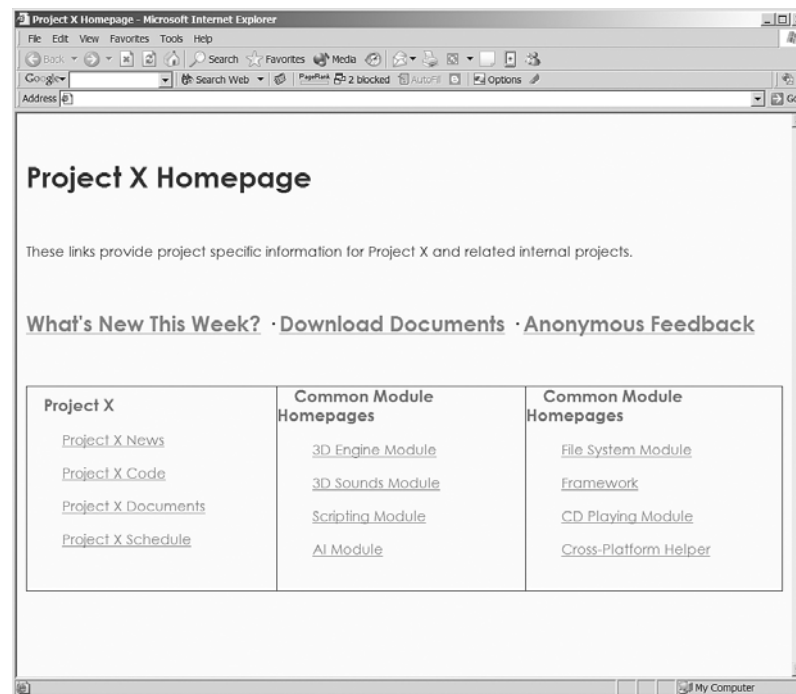 Project X Homepage - Microsoft Internet Explorer
File Edit View Favorites Tools Help
Back Search Favorites Media
Google Search Web PageRank 2 blocked AutoFill Options
Address Go
Project X Homepage
These links provide project specific information for Project X and related internal projects.
What's New This Week? · Download Documents · Anonymous Feedback
Project X
Project X News
Project X Code
Project X Documents
Project X Schedule
Common Module
Homepages
3D Engine Module
3D Sounds Module
Scripting Module
AI Module
Common Module
Homepages
File System Module
Framework
CD Playing Module
Cross-Platform Helper
My Computer